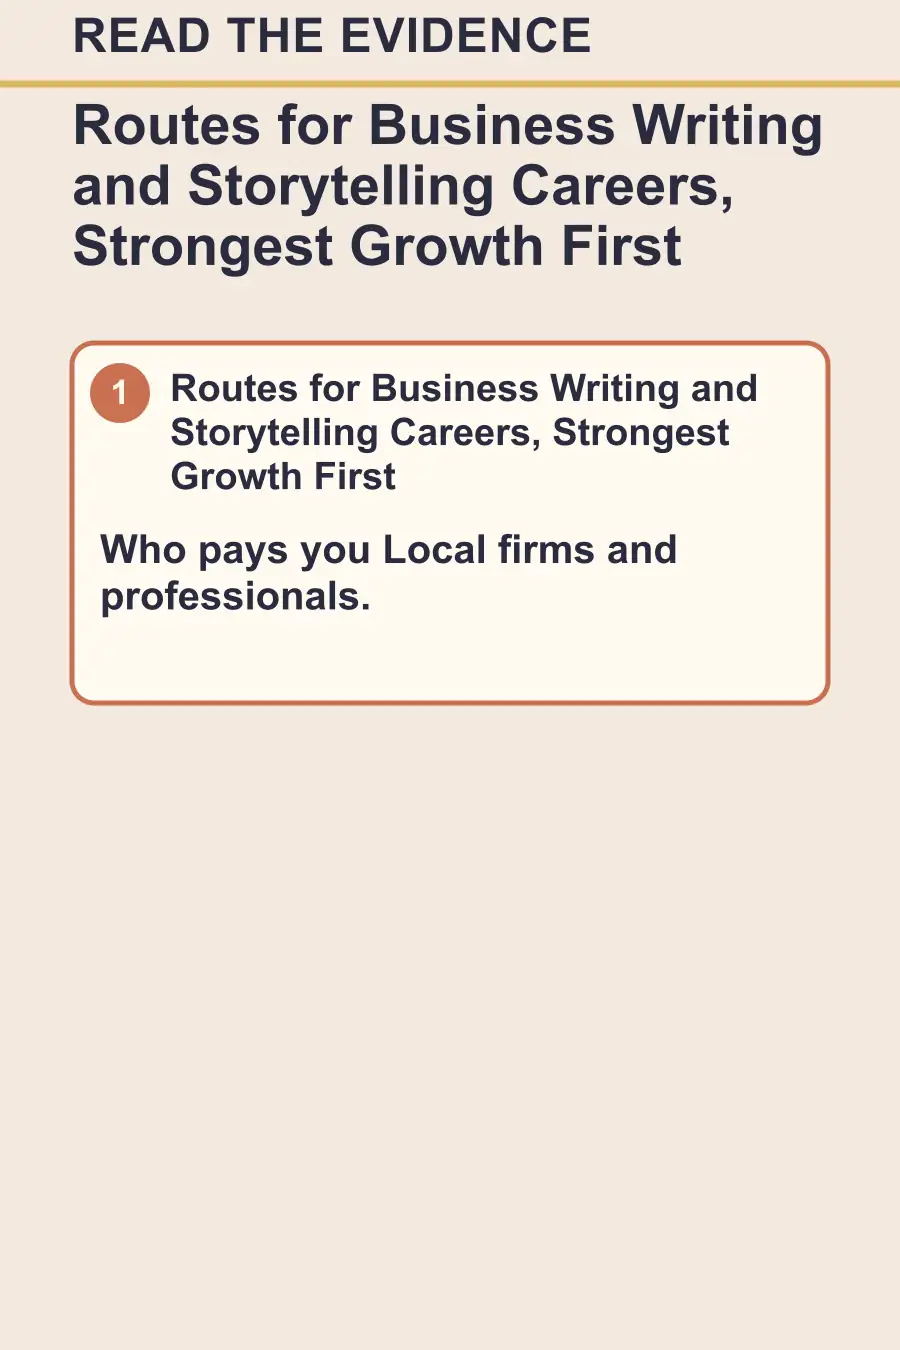 READ THE EVIDENCE
Routes for Business Writing
and Storytelling Careers,
Strongest Growth First
1
Routes for Business Writing and
Storytelling Careers, Strongest
Growth First
Who pays you Local firms and
professionals.